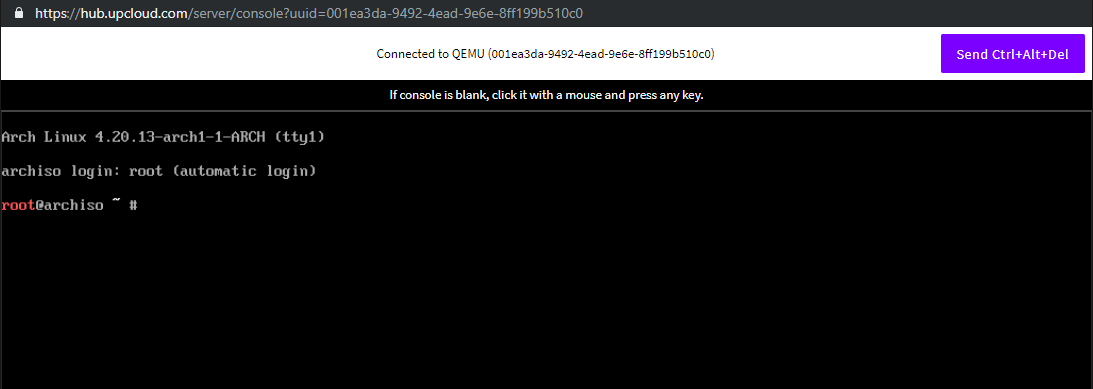 https://hub.upcloud.com/server/console?uuid=001ea3da-9492-4ead-9e6e-8ff199b510c0
Connected to QEMU (001ea3da-9492-4ead-9e6e-8ff199b510c0)
Send Ctrl+Alt+Del
If console is blank, click it with a mouse and press any key.
Arch Linux 4.20.13-arch1-1-ARCH (tty1)
archiso login: root (automatic login)
root@archiso ~ #